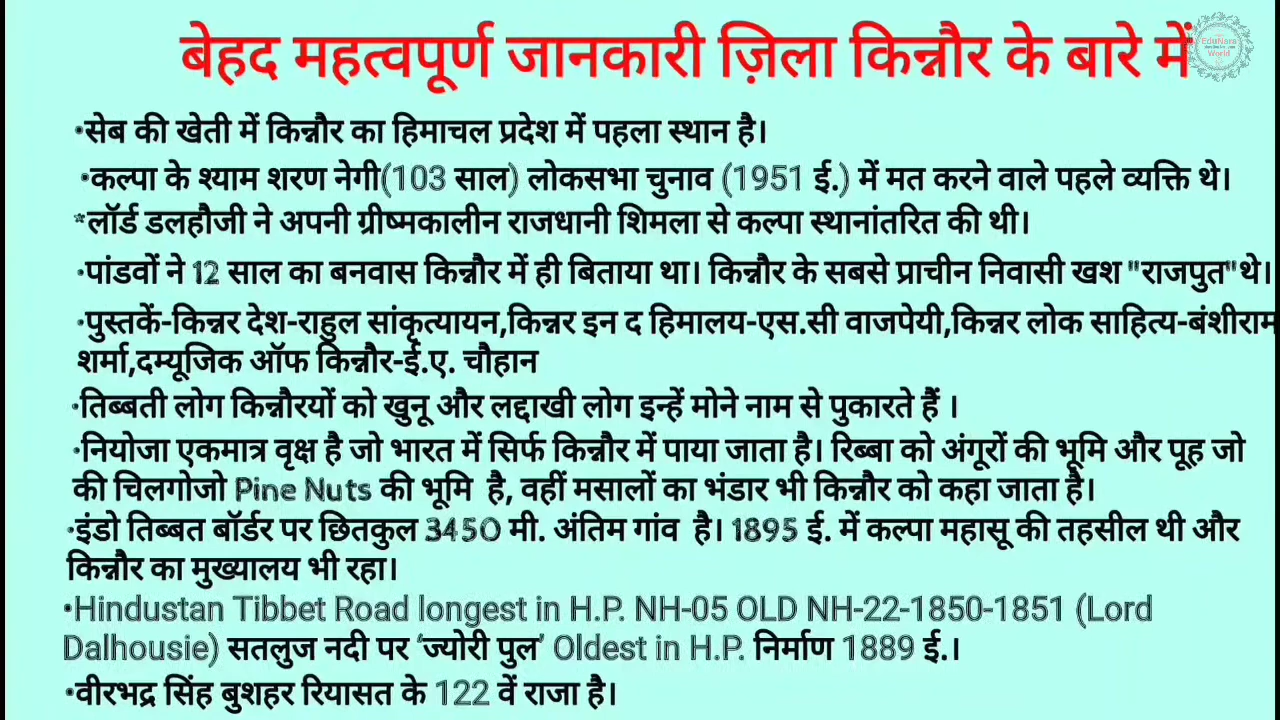 बेहद महत्वपूर्ण जानकारी ज़िला किन्नौर के बारे में
EduNara
World
•सेब की खेती में किन्नौर का हिमाचल प्रदेश में पहला स्थान है।
•कल्पा के श्याम शरण नेगी(103 साल) लोकसभा चुनाव (1951 ई.) में मत करने वाले पहले व्यक्ति थे।
*लॉर्ड डलहौजी ने अपनी ग्रीष्मकालीन राजधानी शिमला से कल्पा स्थानांतरित की थी।
•पांडवों ने 12 साल का बनवास किन्नौर में ही बिताया था। किन्नौर के सबसे प्राचीन निवासी खश "राजपुत"थे।
•पुस्तकें-किन्नर देश-राहुल सांकृत्यायन,किन्नर इन द हिमालय-एस.सी वाजपेयी,किन्नर लोक साहित्य-बंशीराम
शर्मा,दम्यूजिक ऑफ किन्नौर-ई.ए. चौहान
•तिब्बती लोग किन्नौरयों को खुनू और लद्दाखी लोग इन्हें मोने नाम से पुकारते हैं ।
•नियोजा एकमात्र वृक्ष है जो भारत में सिर्फ किन्नौर में पाया जाता है। रिब्बा को अंगूरों की भूमि और पूह जो
की चिलगोजो Pine Nuts की भूमि है, वहीं मसालों का भंडार भी किन्नौर को कहा जाता है।
•इंडो तिब्बत बॉर्डर पर छितकुल 3450 मी. अंतिम गांव है। 1895 ई. में कल्पा महासू की तहसील थी और
किन्नौर का मुख्यालय भी रहा।
•Hindustan Tibbet Road longest in H.P. NH-05 OLD NH-22-1850-1851 (Lord
Dalhousie) सतलुज नदी पर ‘ज्योरी पुल’ Oldest in H.P. निर्माण 1889 ई.।
•वीरभद्र सिंह बुशहर रियासत के 122 वें राजा है।